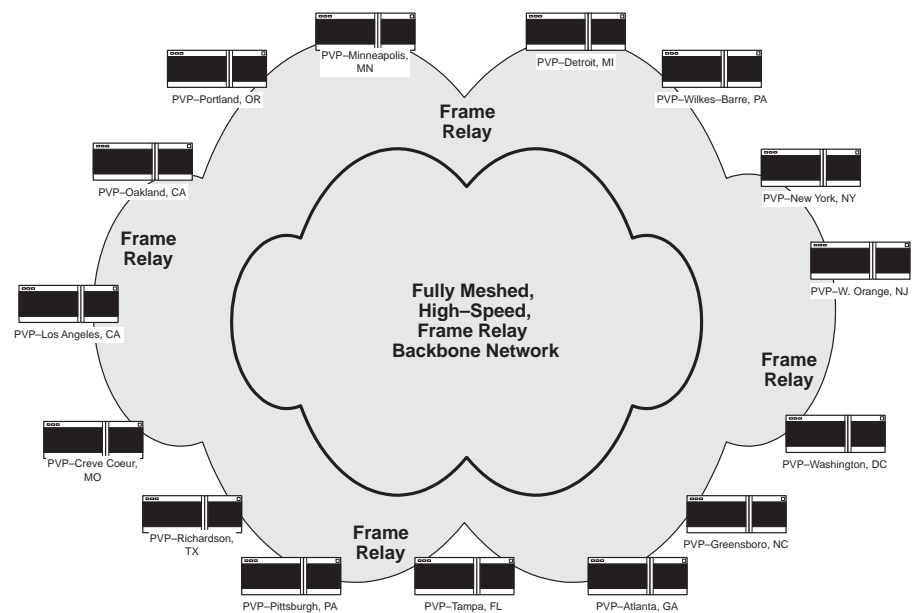 PVP–Minneapolis,
MN
PVP–Detroit, MI
PVP–Portland, OR
PVP–Wilkes–Barre, PA
Frame
Relay
PVP–Oakland, CA
PVP–New York, NY
Frame
Relay
PVP–W. Orange, NJ
Fully Meshed,
High–Speed,
Frame Relay
Backbone Network
PVP–Los Angeles, CA
Frame
Relay
PVP–Creve Coeur,
MO
PVP–Washington, DC
PVP–Richardson,
TX
PVP–Greensboro, NC
Frame
Relay
PVP–Pittsburgh, PA
PVP–Tampa, FL
PVP–Atlanta, GA